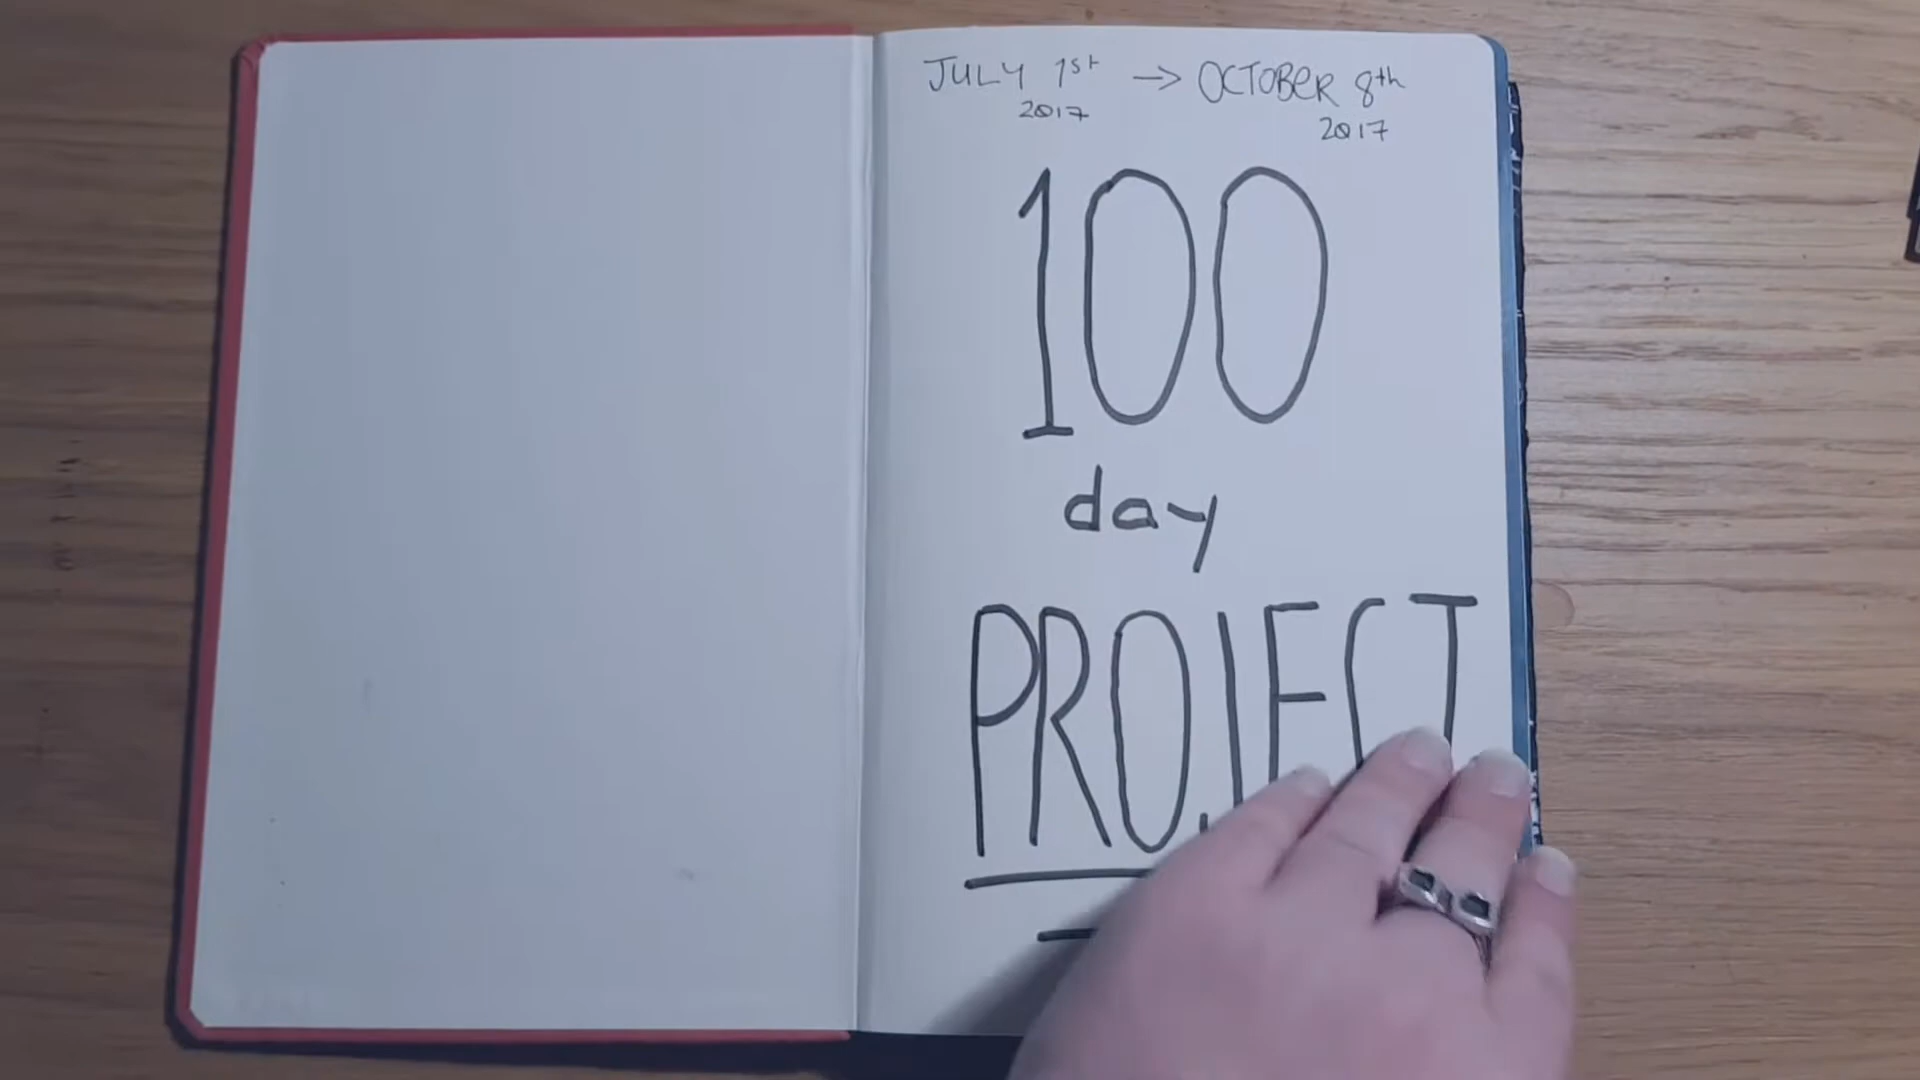 JULY 1st → OCTOBER 8th
2017 2017
100
day
PROJECT